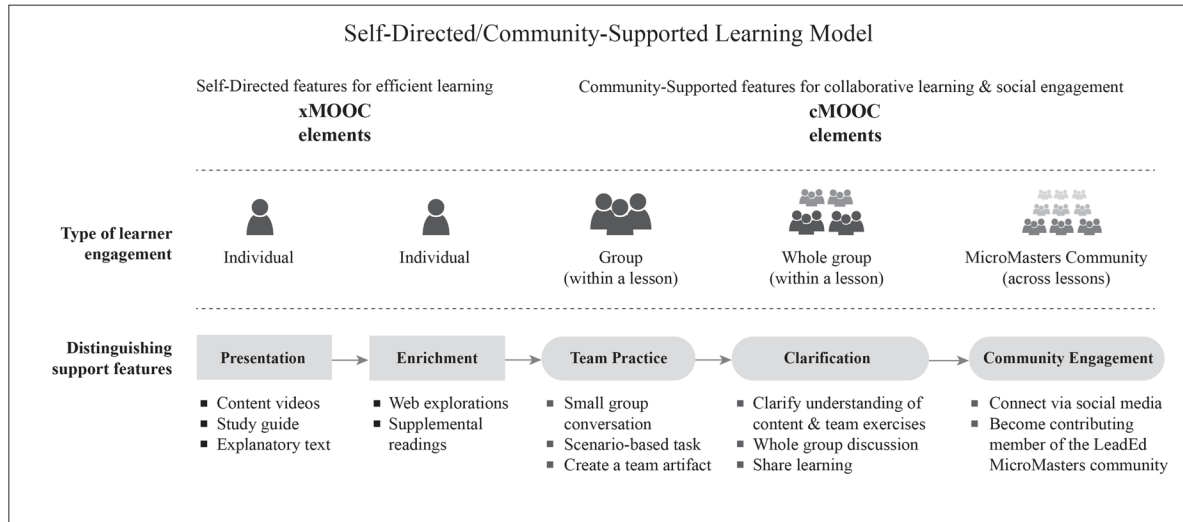 Self-Directed/Community-Supported Learning Model
Self-Directed features for efficient learning
xMOOC
elements
Community-Supported features for collaborative learning & social engagement
cMOOC
elements
Type of learner
engagement
Individual
Individual
Group
(within a lesson)
Whole group
(within a lesson)
MicroMasters Community
(across lessons)
Distinguishing
support features
Presentation
Enrichment
Team Practice
Clarification
Community Engagement
Content videos
Study guide
Explanatory text
Web explorations
Supplemental
readings
Small group
conversation
Scenario-based task
Create a team artifact
Clarify understanding of
content & team exercises
Whole group discussion
Share learning
Connect via social media
Become contributing
member of the LeadEd
MicroMasters community